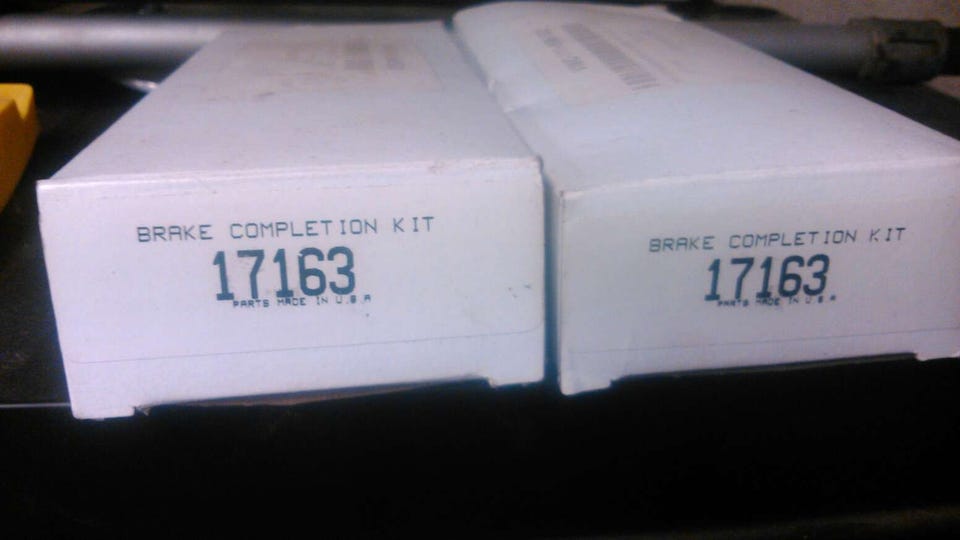 BRAKE COMPLETION KIT
17163
PARTS MADE IN U.S.A
BRAKE COMPLETION KIT
17163
PARTS MADE IN U.S.A.